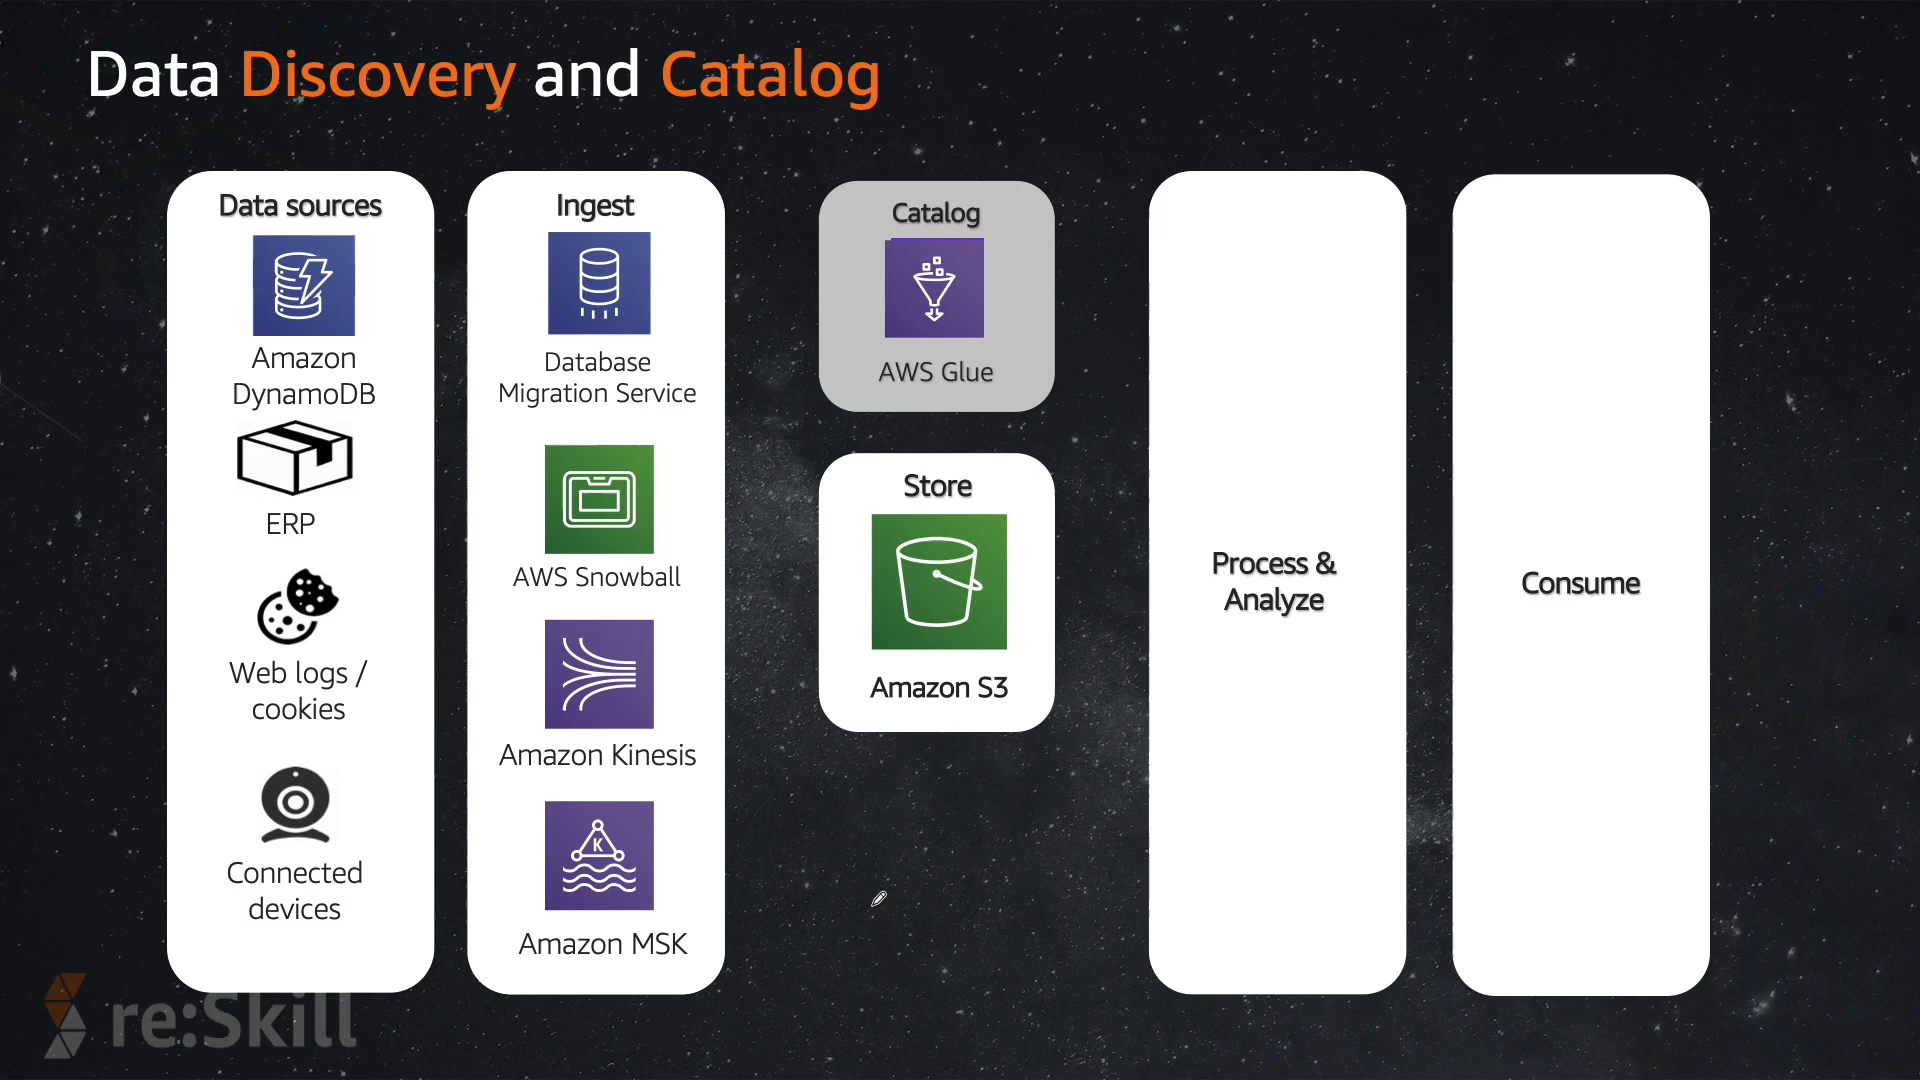 Data Discovery and Catalog
Data sources
Amazon
DynamoDB
ERP
Web logs /
cookies
Connected
devices
Ingest
Database
Migration Service
AWS Snowball
Amazon Kinesis
K
Amazon MSK
Catalog
AWS Glue
Store
Amazon S3
Process &
Analyze
Consume
re:Skill